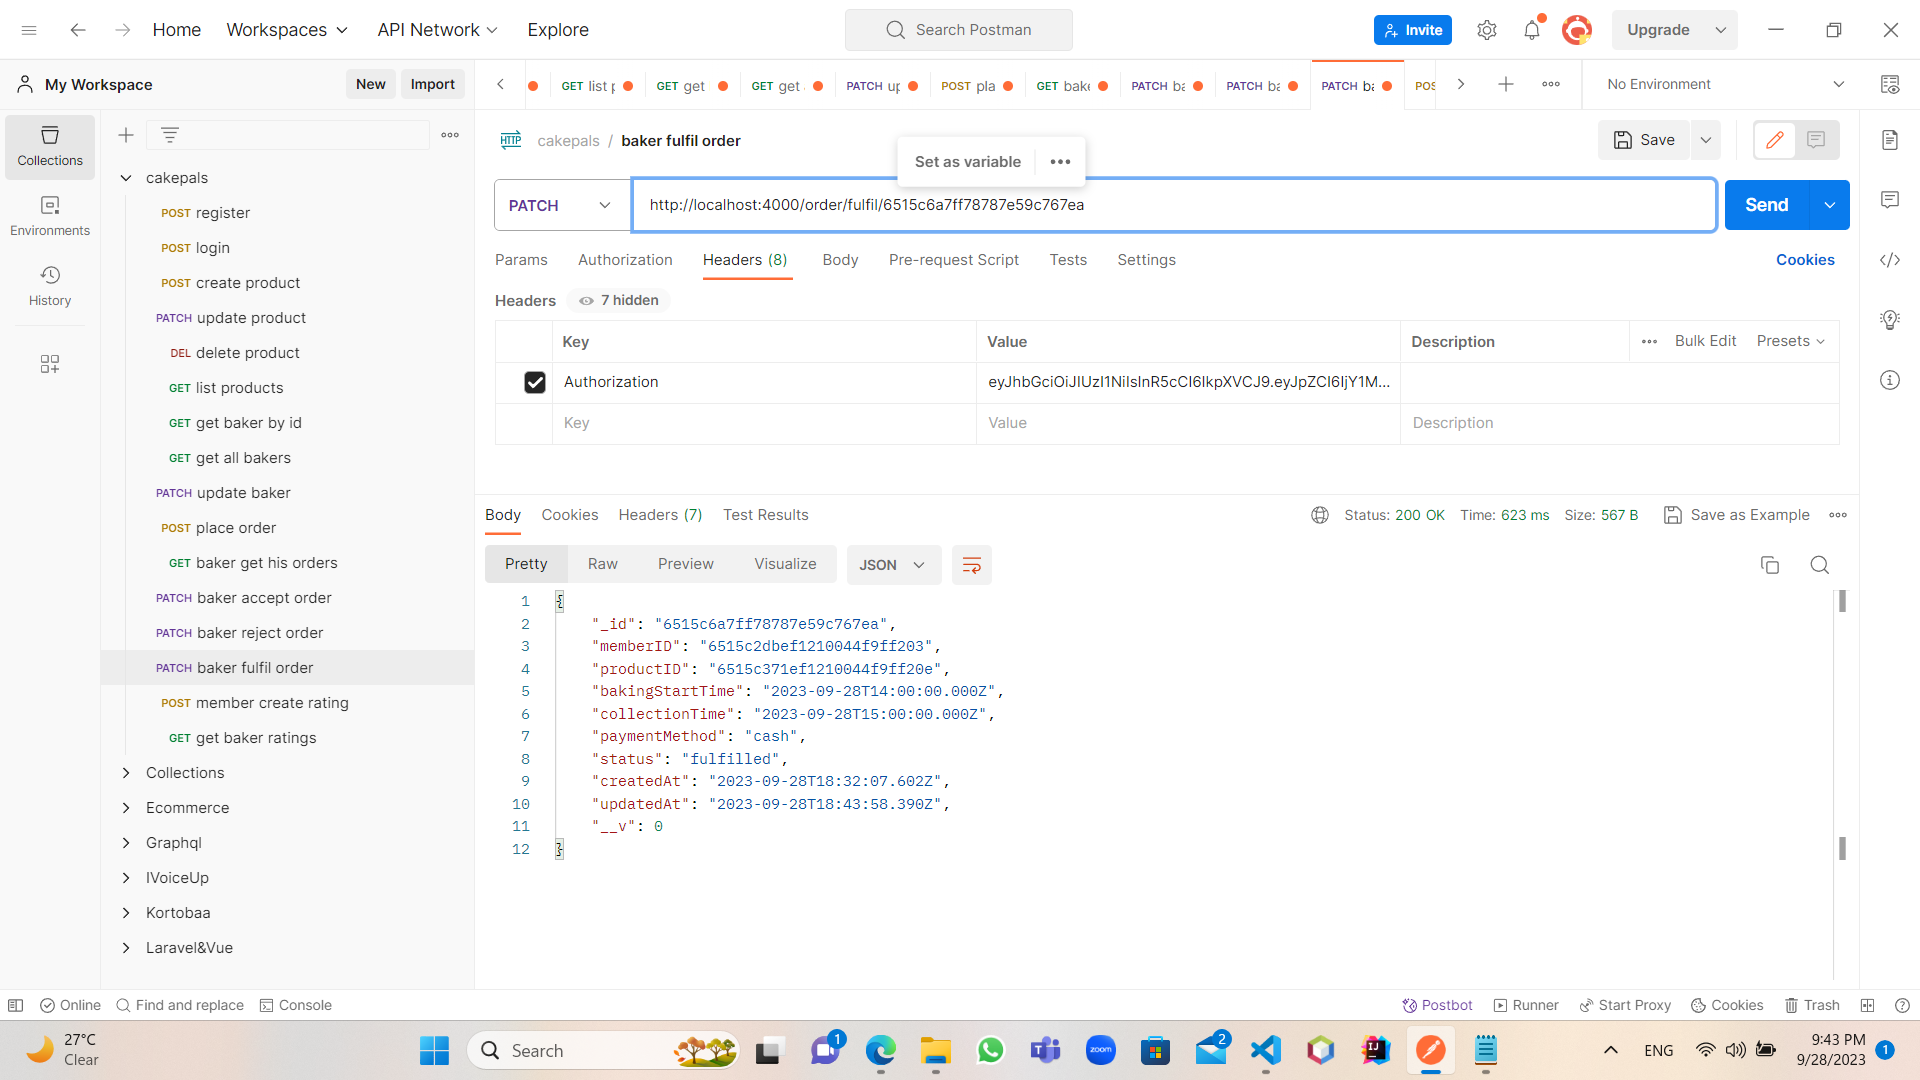 Home Workspaces API Network Explore Search Postman Invite Upgrade
My Workspace New Import GET list GET get GET get PATCH POST pla GET bake PATCH PATCH PATCH No Environment
cakepals / baker fulfil order Save
Set as variable
PATCH http://localhost:4000/order/fulfil/6515c6a7ff78787e59c767ea Send
Params Authorization Headers (8) Body Pre-request Script Tests Settings Cookies
Headers 7 hidden
Key Value Description Bulk Edit Presets
Authorization
Key Value Description
Collections
Environments
History
cakepals
POST register
POST login
POST create product
PATCH update product
DEL delete product
GET list products
GET get baker by id
GET get all bakers
PATCH update baker
POST place order
GET baker get his orders
PATCH baker accept order
PATCH baker reject order
PATCH baker fulfil order
POST member create rating
GET get baker ratings
Collections
Ecommerce
Graphql
IVoiceUp
Kortobaa
Laravel&Vue
Body Cookies Headers (7) Test Results Status: 200 OK Time: 623 ms Size: 567 B Save as Example
Pretty Raw Preview Visualize JSON
1 {
2 "_id": "6515c6a7ff78787e59c767ea",
3 "memberID": "6515c2dbef1210044f9ff203",
4 "productID": "6515c371ef1210044f9ff20e",
5 "bakingStartTime": "2023-09-28T14:00:00.000Z",
6 "collectionTime": "2023-09-28T15:00:00.000Z",
7 "paymentMethod": "cash",
8 "status": "fulfilled",
9 "createdAt": "2023-09-28T18:32:07.602Z",
10 "updatedAt": "2023-09-28T18:43:58.390Z",
11 "__v": 0
12 }
Online Find and replace Console Postbot Runner Start Proxy Cookies Trash
27°C
Clear
Search
1
zoom
2
ENG
9:43 PM
9/28/2023
1